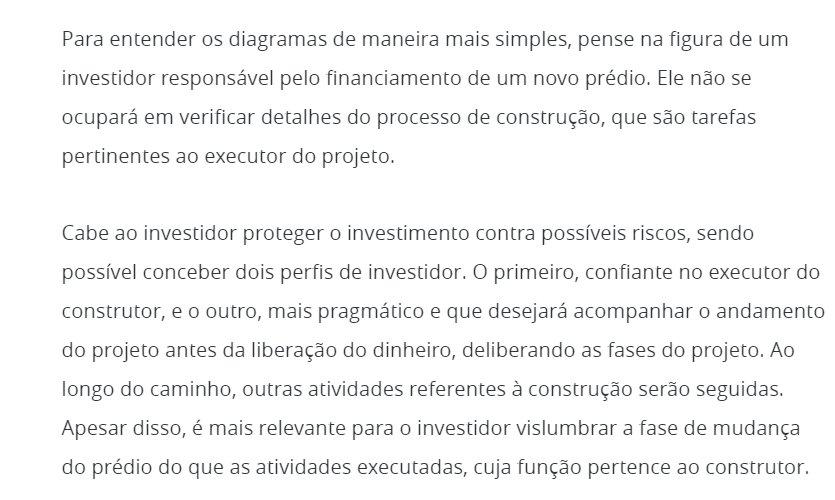 Para entender os diagramas de maneira mais simples, pense na figura de um
investidor responsável pelo financiamento de um novo prédio. Ele não se
ocupará em verificar detalhes do processo de construção, que são tarefas
pertinentes ao executor do projeto.
Cabe ao investidor proteger o investimento contra possíveis riscos, sendo
possível conceber dois perfis de investidor. O primeiro, confiante no executor do
construtor, e o outro, mais pragmático e que desejará acompanhar o andamento
do projeto antes da liberação do dinheiro, deliberando as fases do projeto. Ao
longo do caminho, outras atividades referentes à construção serão seguidas.
Apesar disso, é mais relevante para o investidor vislumbrar a fase de mudança
do prédio do que as atividades executadas, cuja função pertence ao construtor.